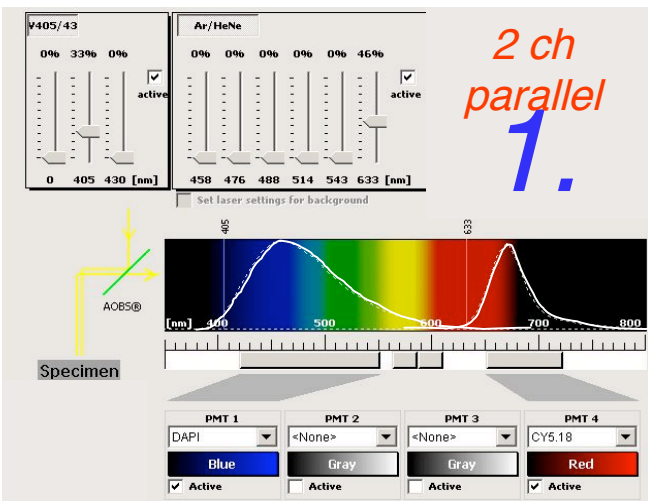 V405/43
Ar/HeNe
0% 33% 0%
0% 0% 0% 0% 0% 46%
active
active
0 405 430 [nm]
458 476 488 514 543 633 [nm]
Set laser settings for background
2 ch
parallel
1.
405
633
AOBS®
Specimen
[nm] 400 500 600 700 800
PMT 1
DAPI
Blue
Active
PMT 2
<None>
Gray
Active
PMT 3
<None>
Gray
Active
PMT 4
CY5.18
Red
Active